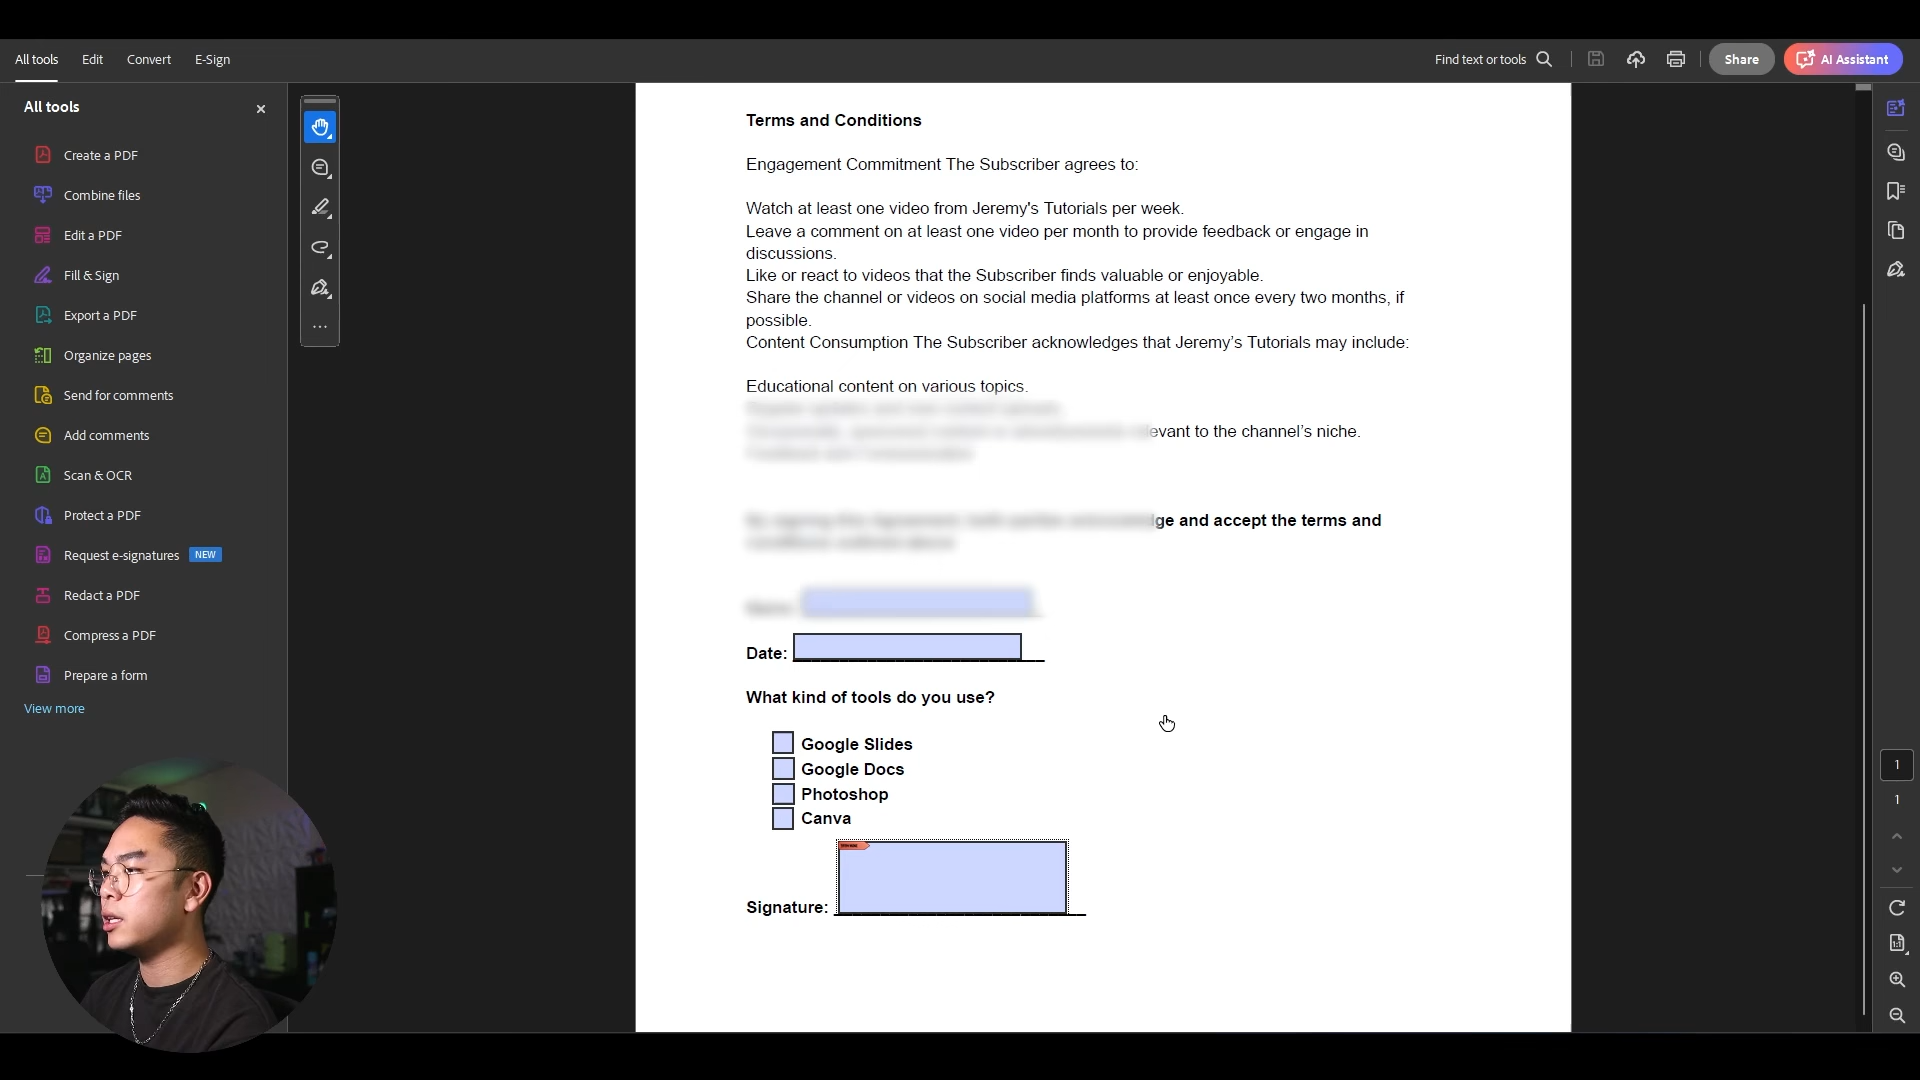 All tools
Edit
Convert
E-Sign
Find text or tools
Share
AI Assistant
All tools
Create a PDF
Combine files
Edit a PDF
Fill & Sign
Export a PDF
Organize pages
Send for comments
Add comments
Scan & OCR
Protect a PDF
Request e-signatures NEW
Redact a PDF
Compress a PDF
Prepare a form
View more
Terms and Conditions
Engagement Commitment The Subscriber agrees to:
Watch at least one video from Jeremy's Tutorials per week.
Leave a comment on at least one video per month to provide feedback or engage in
discussions.
Like or react to videos that the Subscriber finds valuable or enjoyable.
Share the channel or videos on social media platforms at least once every two months, if
possible.
Content Consumption The Subscriber acknowledges that Jeremy’s Tutorials may include:
Educational content on various topics.
to the channel’s niche.
and accept the terms and
Date:
What kind of tools do you use?
Google Slides
Google Docs
Photoshop
Canva
Signature:
1
1